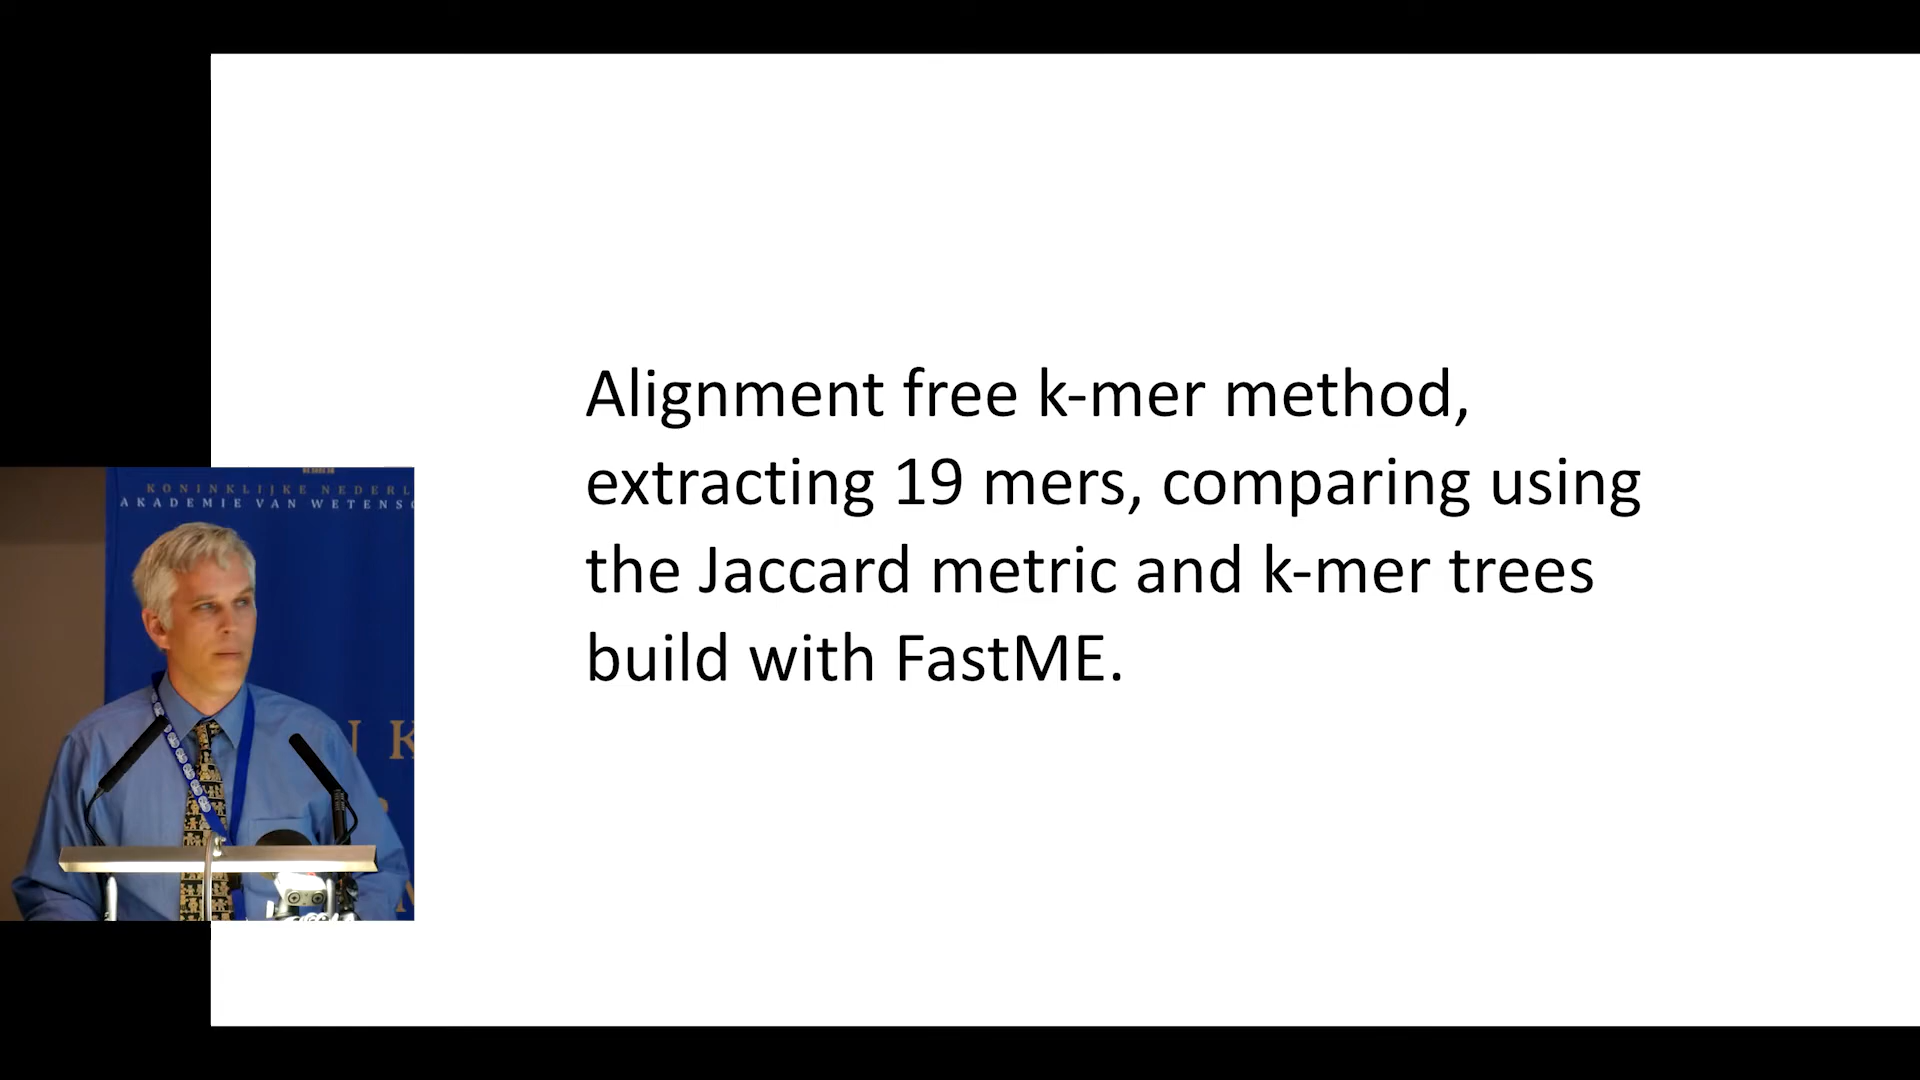 Alignment free k-mer method,
extracting 19 mers, comparing using
the Jaccard metric and k-mer trees
build with FastME.
KONINKLIJKE NEDERL
AKADEMIE VAN WETENSC
N K